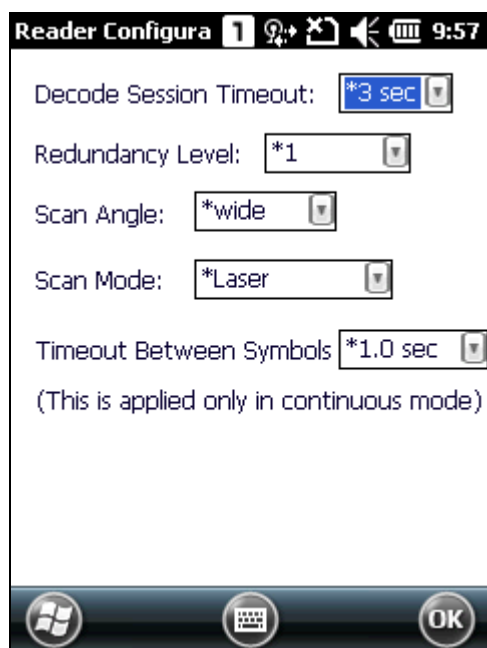 Reader Configura 1 9:57
Decode Session Timeout: *3 sec
Redundancy Level: *1
Scan Angle: *wide
Scan Mode: *Laser
Timeout Between Symbols *1.0 sec
(This is applied only in continuous mode)
OK